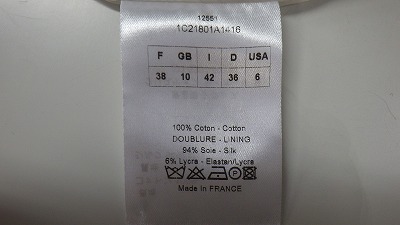 12551
1C21801A1416
F GB I D USA
38 10 42 36 6
100% Coton - Cotton
DOUBLURE - LINING
94% Soie - Silk
6% Lycra - Elastan/Lycra
Made in FRANCE